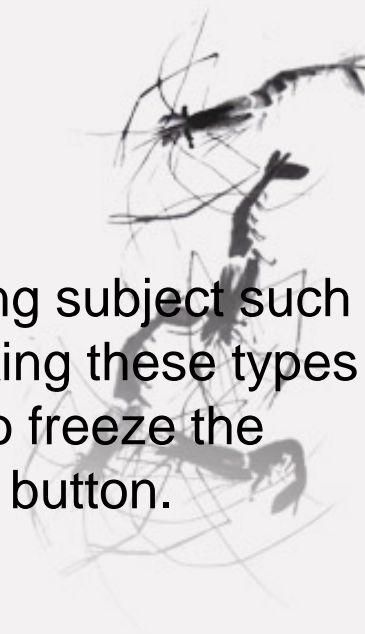 ng subject such
ing these types
o freeze the
button.